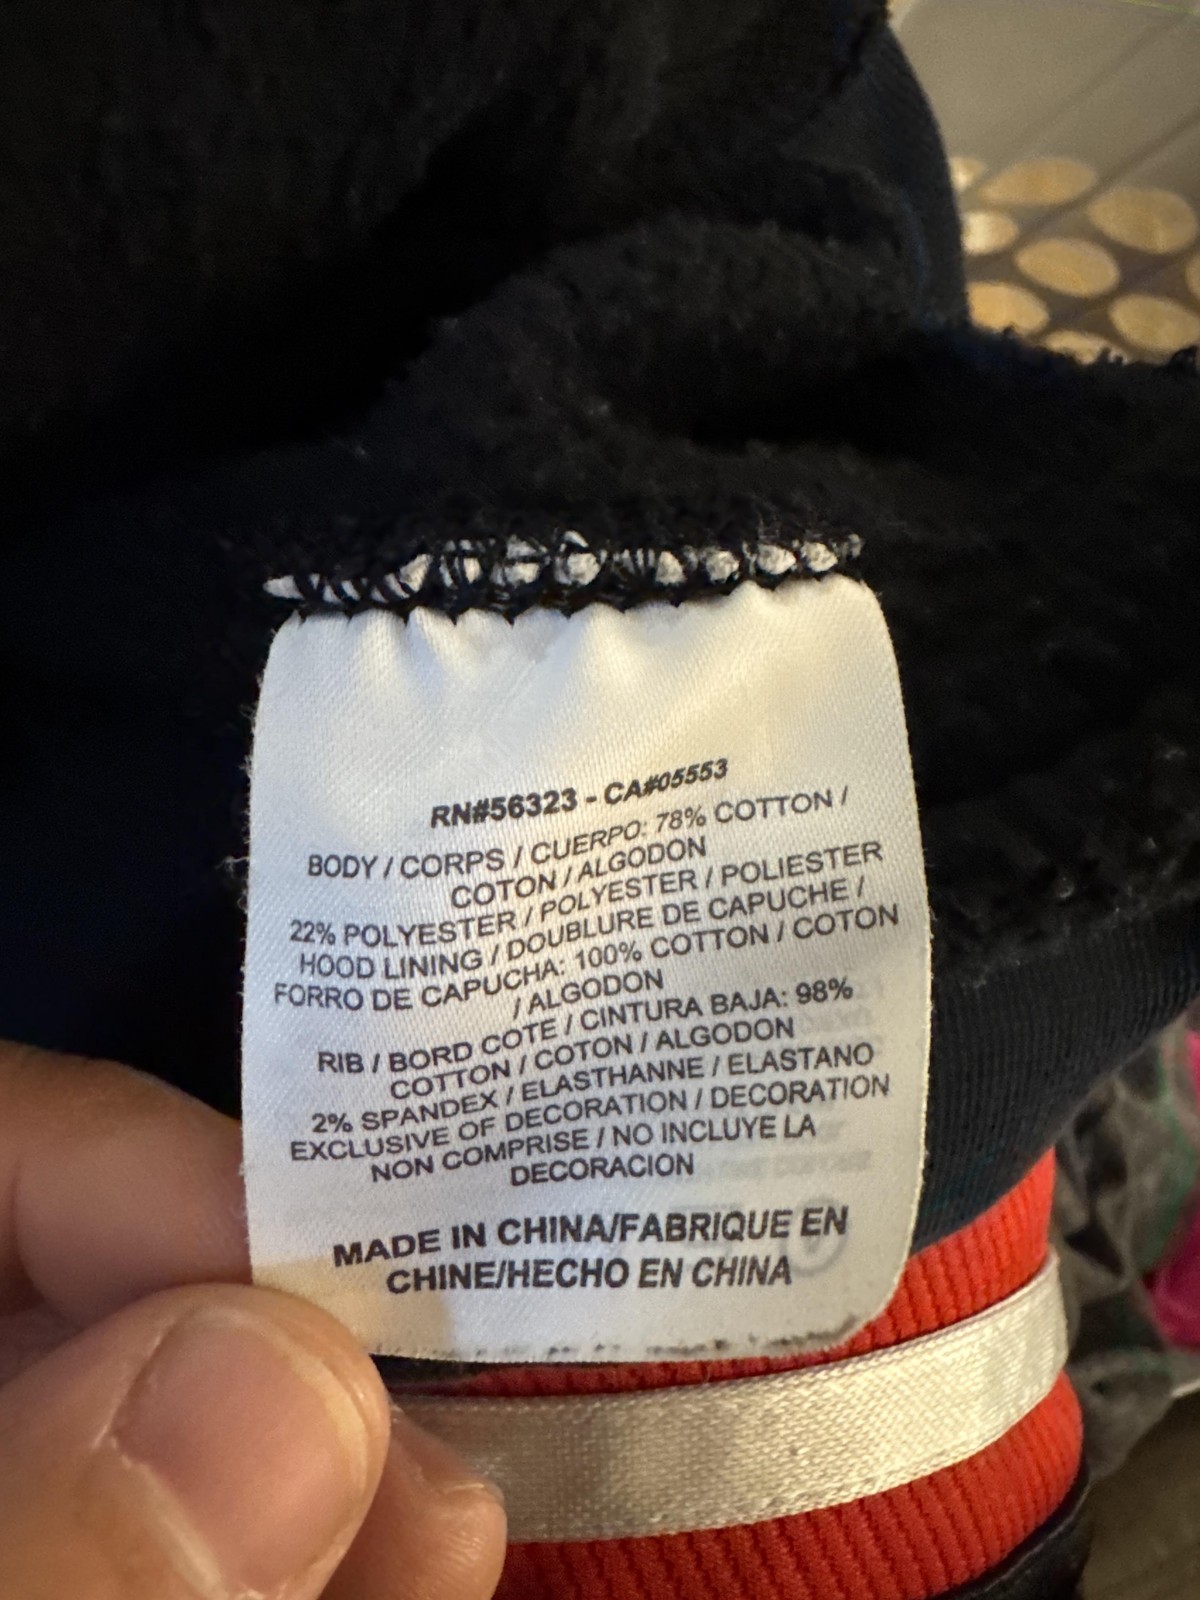 RN#56323 - CA#05553
BODY / CORPS / CUERPO: 78% COTTON /
COTON / ALGODON
22% POLYESTER / POLYESTER / POLIESTER
HOOD LINING / DOUBLURE DE CAPUCHE /
FORRO DE CAPUCHA: 100% COTTON / COTON
/ ALGODON
RIB / BORD COTE / CINTURA BAJA: 98%
COTTON / COTON / ALGODON
2% SPANDEX / ELASTHANNE / ELASTANO
EXCLUSIVE OF DECORATION / DECORATION
NON COMPRISE / NO INCLUYE LA
DECORACION
MADE IN CHINA/FABRIQUE EN
CHINE/HECHO EN CHINA